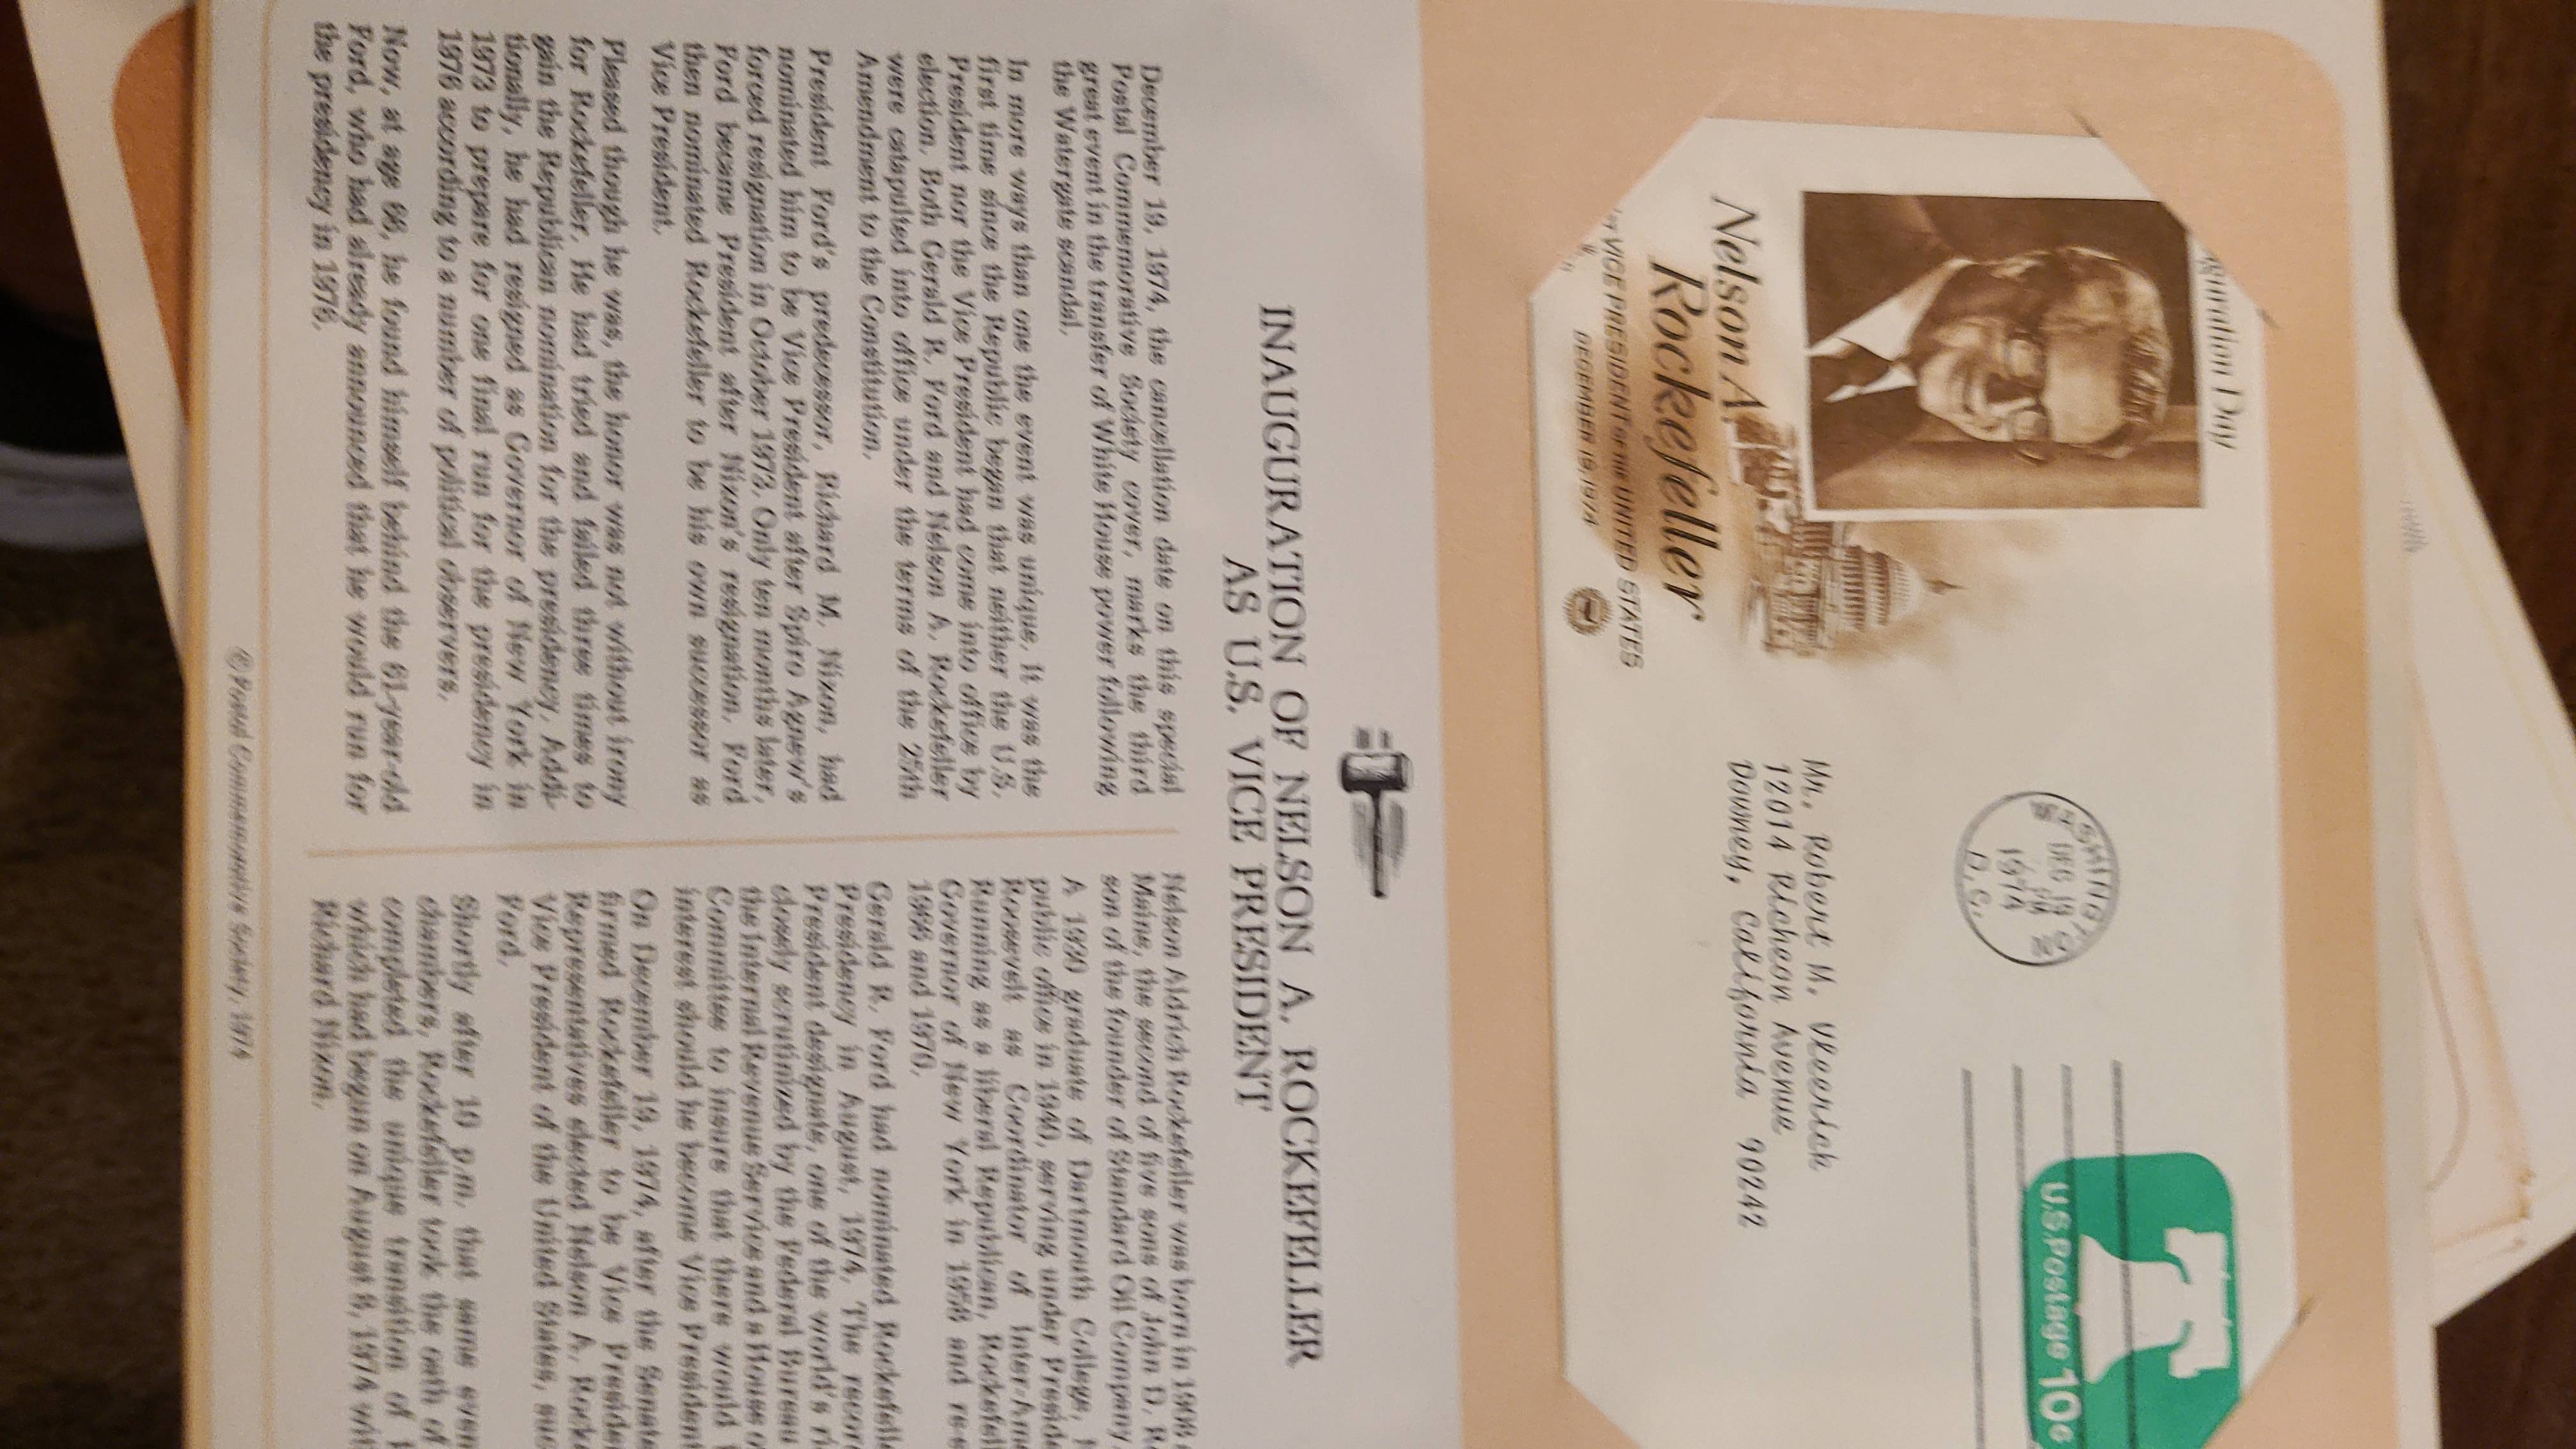 Inauguration Day
Nelson A.
Rockefeller
VICE PRESIDENT of the UNITED STATES
DECEMBER 19, 1974
WASHINGTON
DEC 19
PM
1974
D.C.
U.S. Postage 10¢
Mr. Robert M.
12014 Richeon Avenue
Downey, California 90242
INAUGURATION OF NELSON A. ROCKEFELLER
AS U.S. VICE PRESIDENT
December 19, 1974, the cancellation date on this special
Postal Commemorative Society cover, marks the third
great event in the transfer of White House power following
the Watergate scandal.
In more ways than one the event was unique. It was the
first time since the Republic began that neither the U.S.
President nor the Vice President had come into office by
election. Both Gerald R. Ford and Nelson A. Rockefeller
were catapulted into office under the terms of the 25th
Amendment to the Constitution.
President Ford's predecessor, Richard M. Nixon, had
nominated him to be Vice President after Spiro Agnew's
forced resignation in October 1973. Only ten months later,
Ford became President after Nixon's resignation. Ford
then nominated Rockefeller to be his own successor as
Vice President.
Pleased though he was, the honor was not without irony
for Rockefeller. He had tried and failed three times to
gain the Republican nomination for the presidency. Addi-
tionally, he had resigned as Governor of New York in
1973 to prepare for one final run for the presidency in
1976 according to a number of political observers.
Now, at age 66, he found himself behind the 61-year-old
Ford, who had already announced that he would run for
the presidency in 1976.
Nelson Aldrich Rockefeller was born in 1908
Maine, the second of five sons of John D.
son of the founder of Standard Oil Company.
A 1930 graduate of Dartmouth College,
public office in 1940, serving under
Roosevelt as Coordinator of
Running as a liberal Republican,
Governor of New York in 1958 and
1966 and 1970.
Gerald R. Ford had nominated
Presidency in August, 1974. The
President designate, one of the world's
closely scrutinized by the Federal Bureau
the Internal Revenue Service and a House
Committee to insure that there would
interest should he become Vice President
On December 19, 1974, after the Senate
firmed Rockefeller to be Vice
Representatives elected Nelson A.
Vice President of the United States,
Ford.
Shortly after 10 p.m. that same
chambers, Rockefeller took the oath of
completed the unique transition of
which had begun on August 8, 1974
Richard Nixon.
© Postal Commemorative Society, 1974